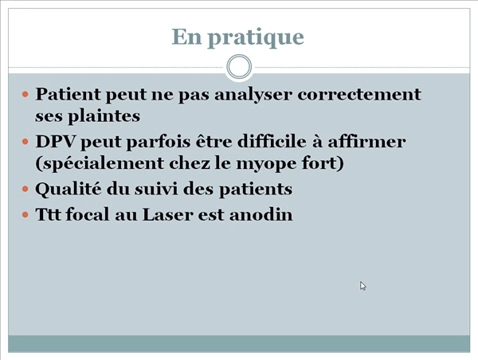 En pratique
Patient peut ne pas analyser correctement
ses plaintes
DPV peut parfois être difficile à affirmer
(spécialement chez le myope fort)
Qualité du suivi des patients
Ttt focal au Laser est anodin